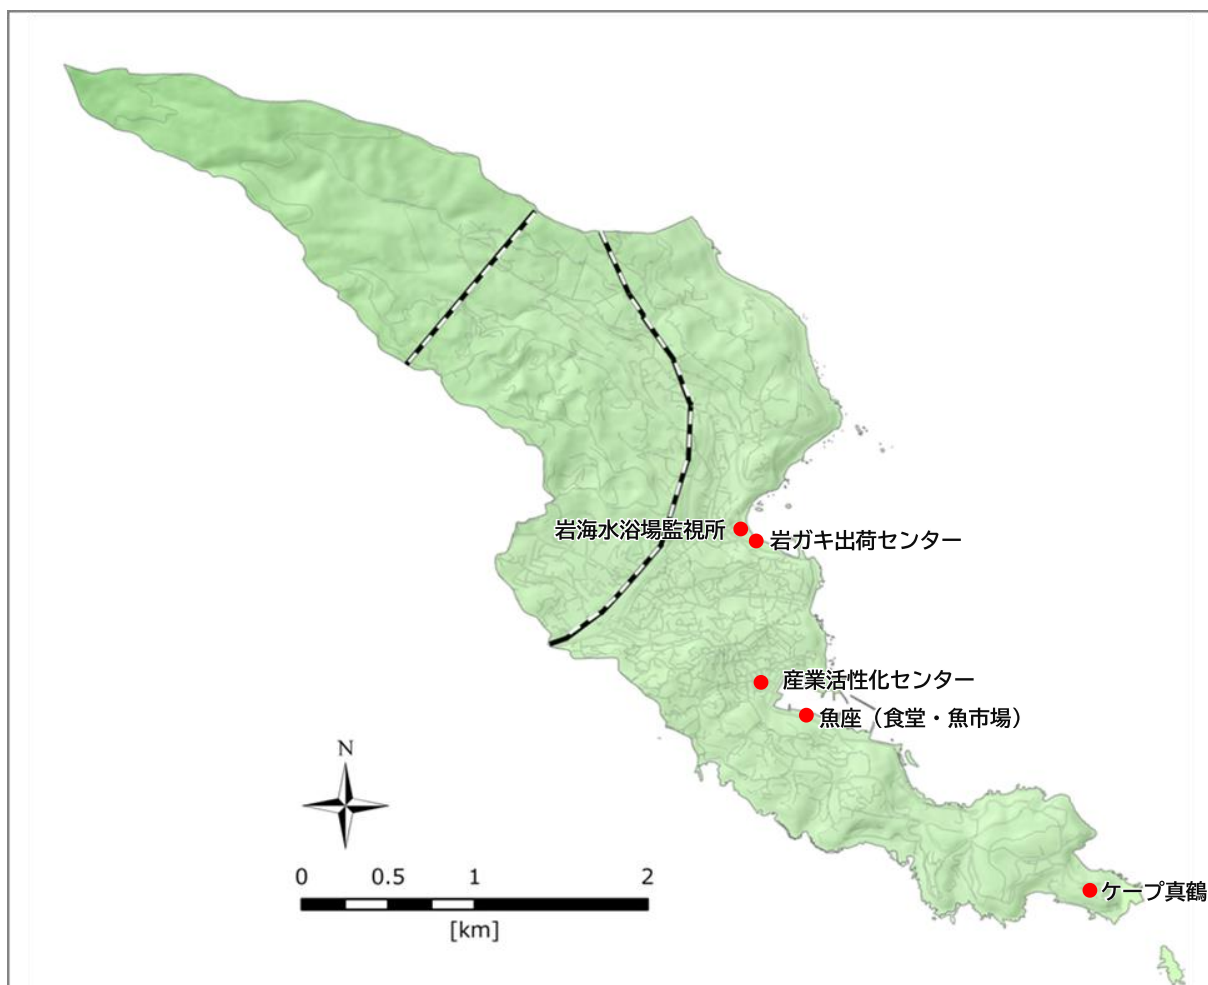 岩海水浴場監視所
岩ガキ出荷センター
産業活性化センター
魚座（食堂・魚市場）
N
0 0.5 1 2
[km]
ケープ真鶴